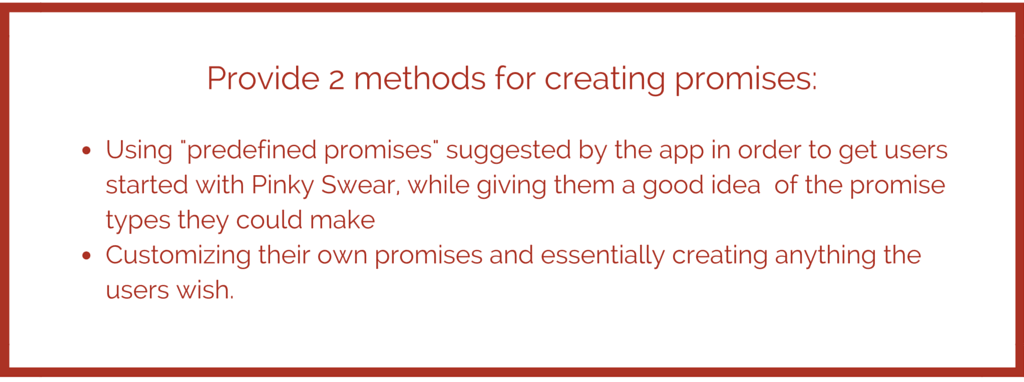 Provide 2 methods for creating promises:
• Using "predefined promises" suggested by the app in order to get users
started with Pinky Swear, while giving them a good idea  of the promise
types they could make
• Customizing their own promises and essentially creating anything the
users wish.